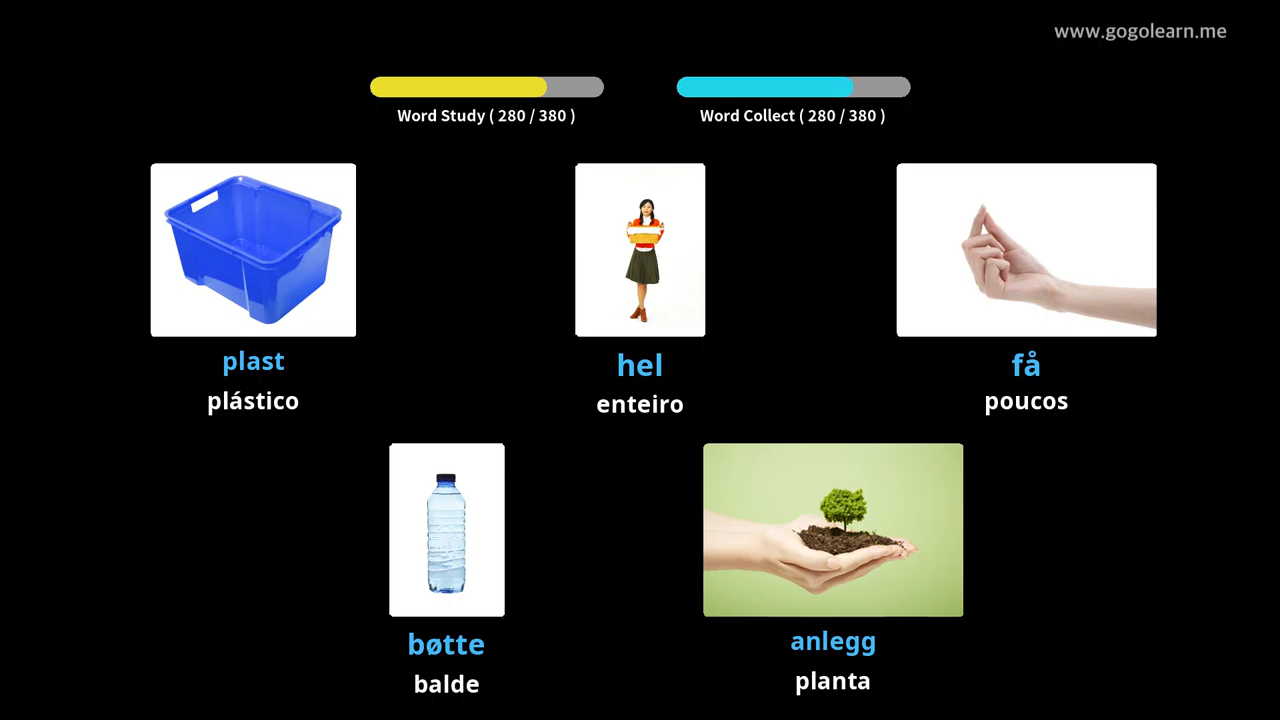 www.gogolearn.me
Word Study ( 280 / 380 )
Word Collect ( 280 / 380 )
plast
plástico
hel
enteiro
få
poucos
bøtte
balde
anlegg
planta